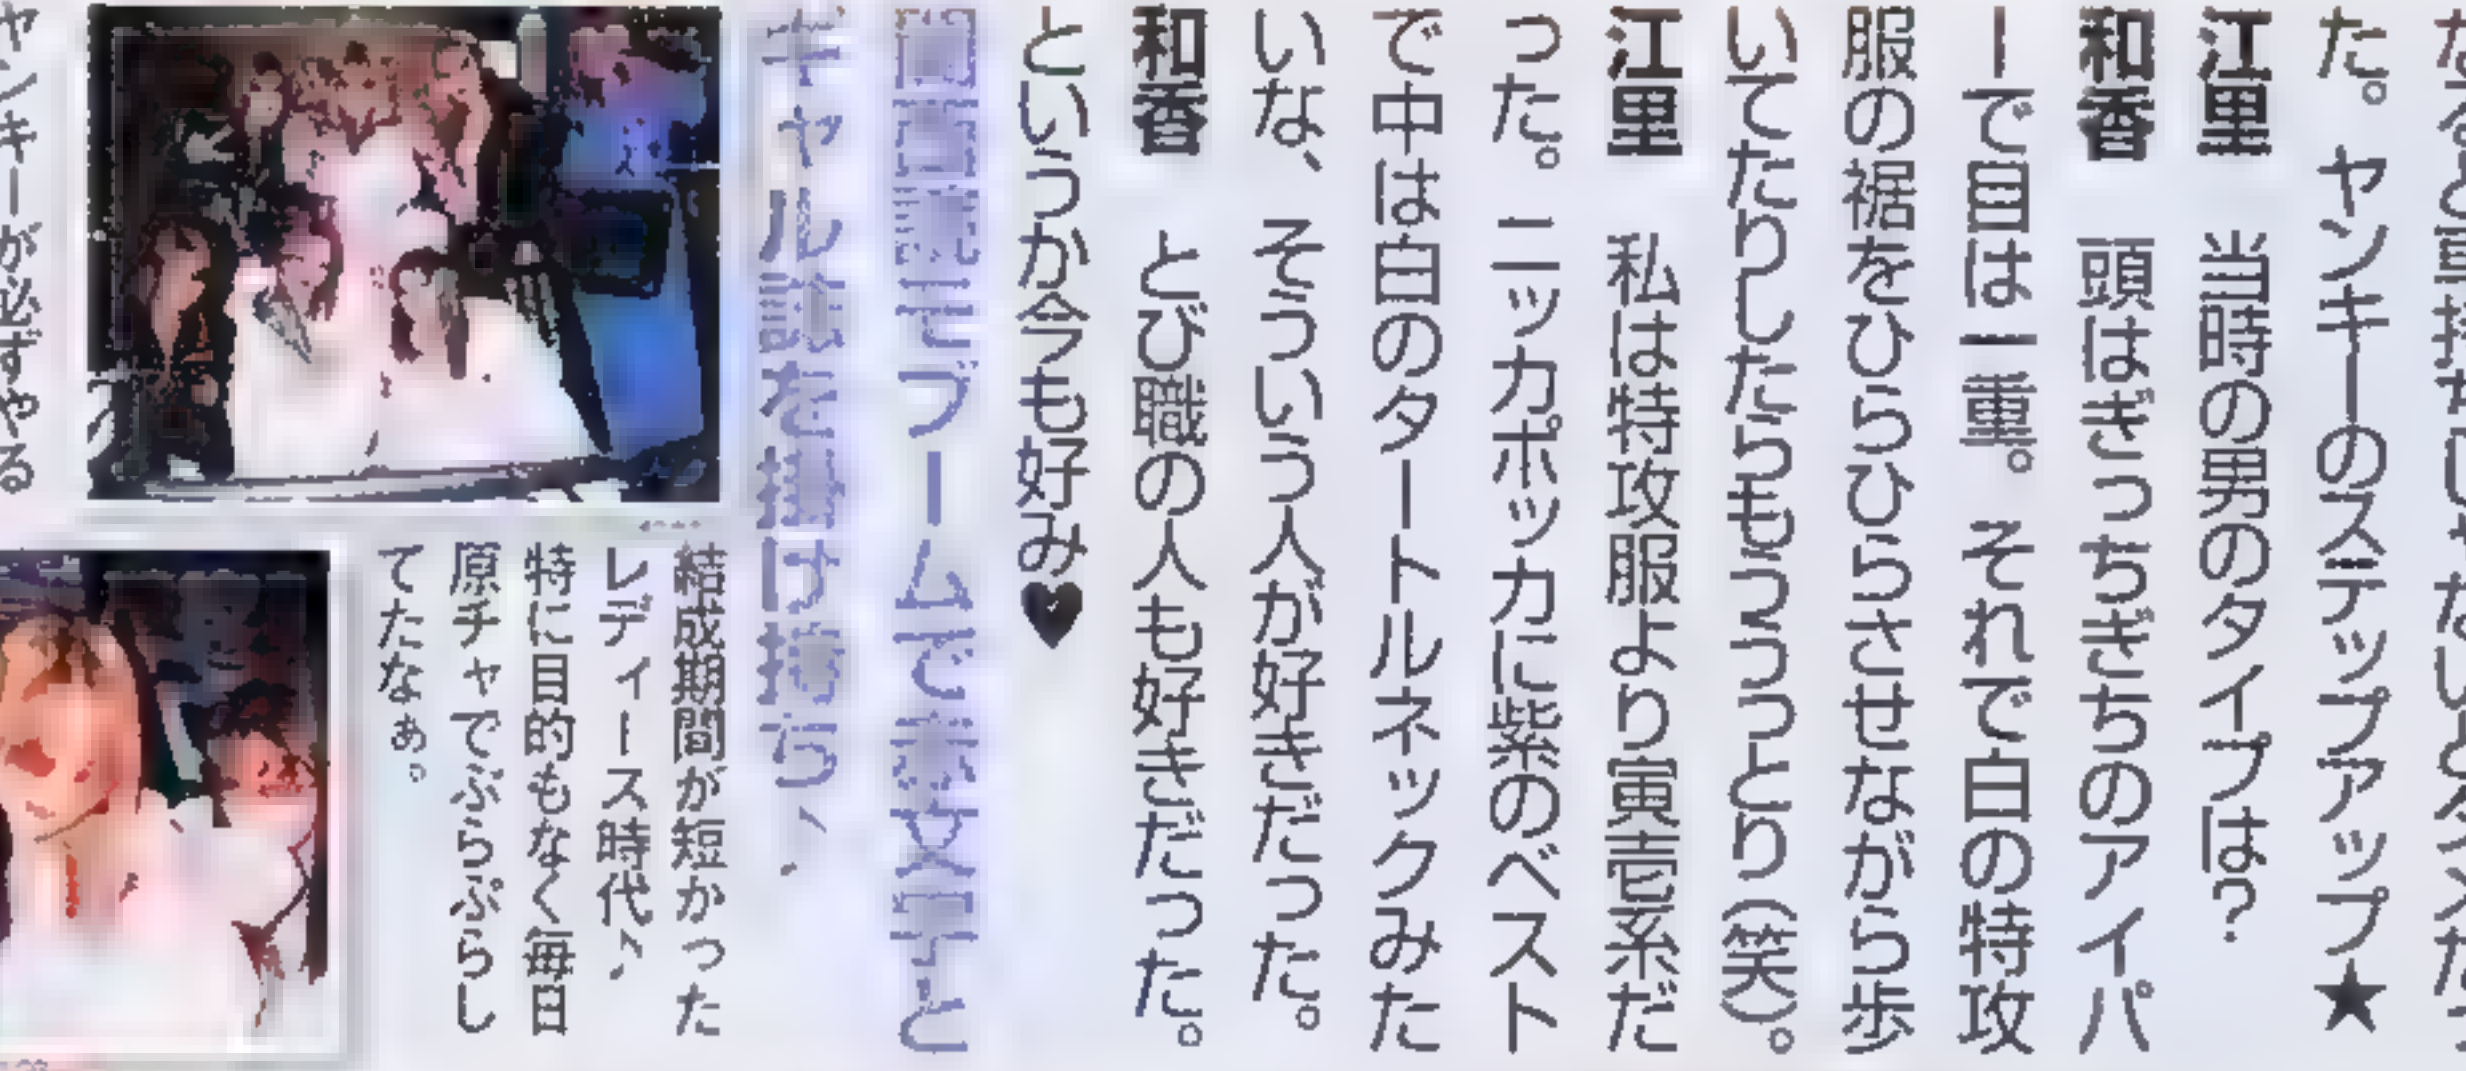 た。ヤンキーのステップアップ★
江里　当時の男のタイプは？
和香　頭はぎっちぎちのアイパ
ーで目は一重。それで白の特攻
服の裾をひらひらさせながら歩
いてたりしたらもううっとり（笑）。
江里　私は特攻服より寅壱系だ
った。ニッカポッカに紫のベスト
で中は白のタートルネックみた
いな、そういう人が好きだった。
和香　とび職の人も好きだった。
というか今も好み♥
ブームで
文字と
ギャル誌を掛け持ち、
結成期間が短かった
レディース時代♪
特に目的もなく毎日
原チャでぷらぷらし
てたなぁ。
ヤンキーが必ずやる